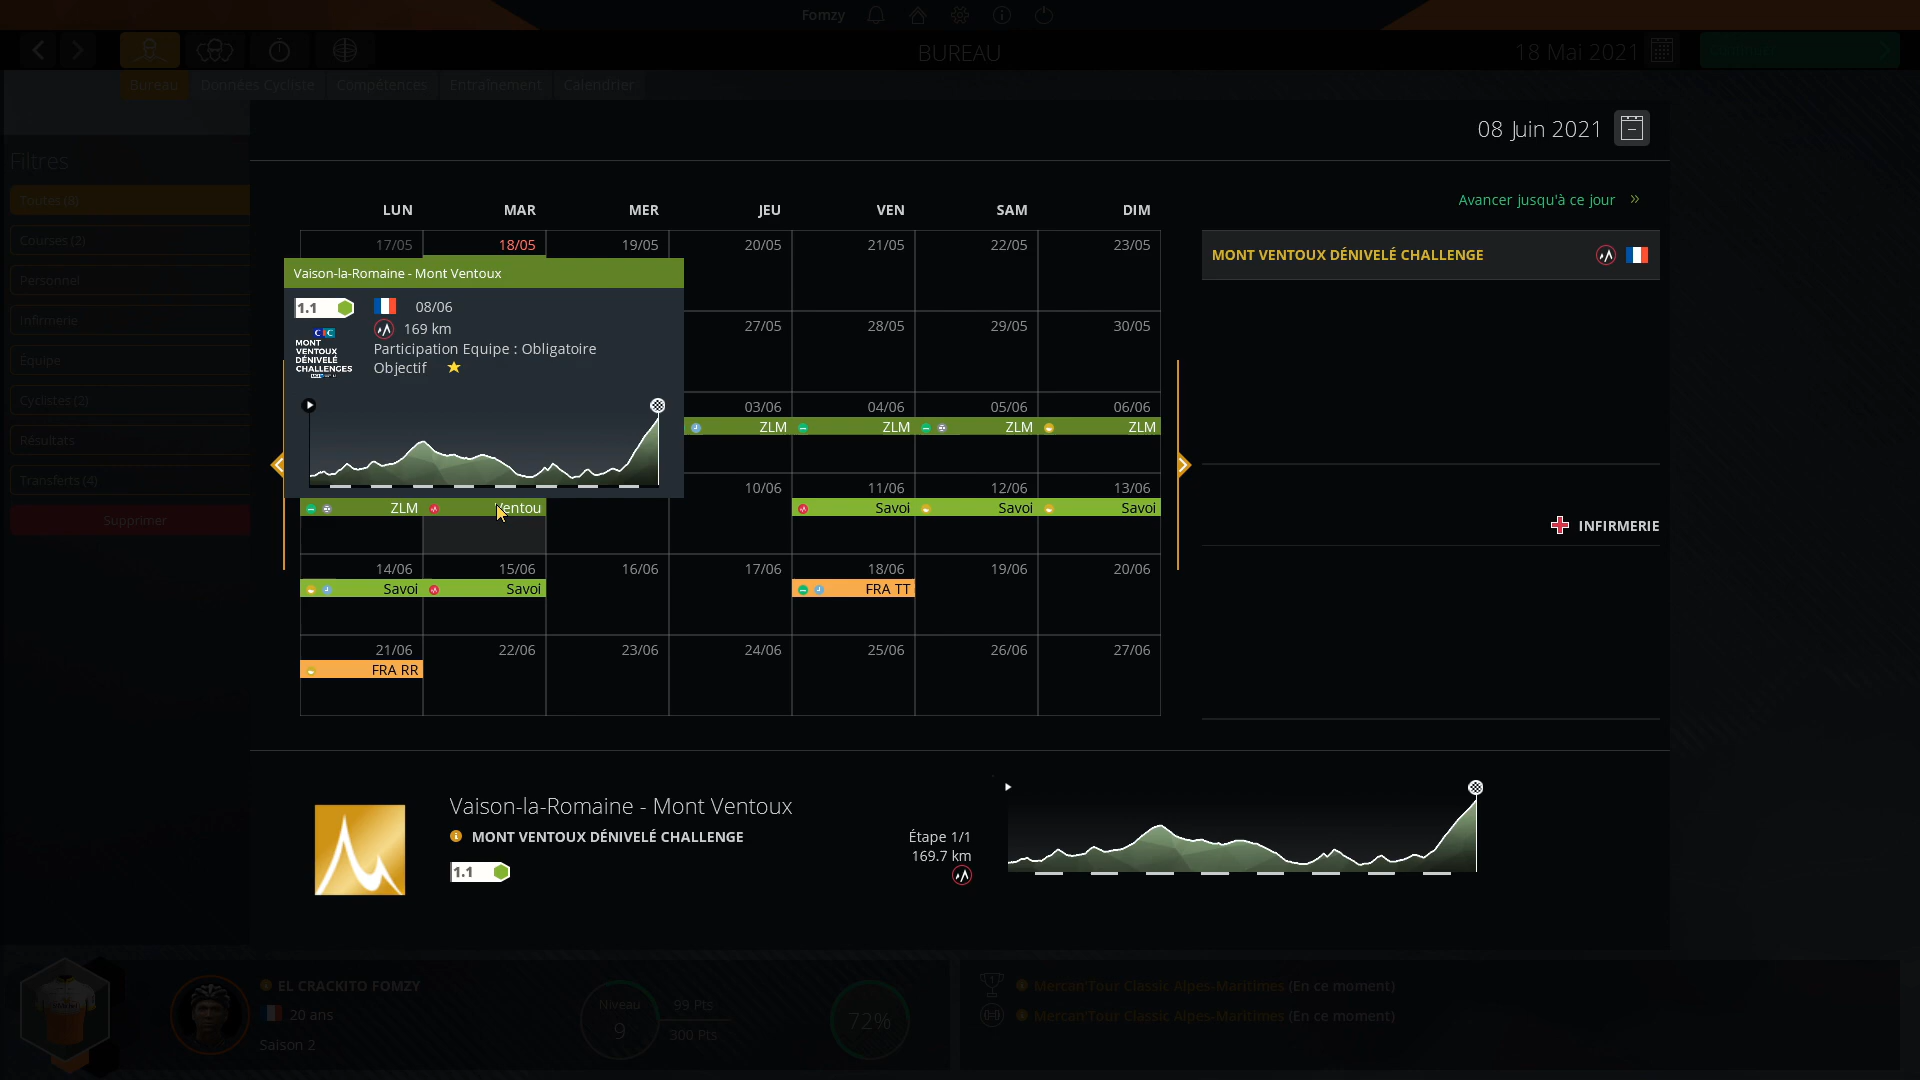 Fomzy
BUREAU
18 Mai 2021
Bureau
Données Cycliste
Compétences
Entraînement
Calendrier
08 Juin 2021
Filtres
Toutes (8)
Courses (2)
Personnel
Infirmerie
Équipe
Cyclistes (2)
Résultats
Transferts (4)
Supprimer
Avancer jusqu'à ce jour
LUN MAR MER JEU VEN SAM DIM
17/05 18/05 19/05 20/05 21/05 22/05 23/05
Vaison-la-Romaine - Mont Ventoux
1.1
08/06
169 km
CIC
MONT
VENTOUX
DÉNIVELÉ
CHALLENGES
Participation Equipe : Obligatoire
Objectif
27/05 28/05 29/05 30/05
03/06 04/06 05/06 06/06
ZLM ZLM ZLM ZLM
10/06 11/06 12/06 13/06
ZLM Ventou Savoi Savoi Savoi
14/06 15/06 16/06 17/06 18/06 19/06 20/06
Savoi Savoi FRA TT
21/06 22/06 23/06 24/06 25/06 26/06 27/06
FRA RR
MONT VENTOUX DÉNIVELÉ CHALLENGE
INFIRMERIE
Vaison-la-Romaine - Mont Ventoux
MONT VENTOUX DÉNIVELÉ CHALLENGE
1.1
Étape 1/1
169.7 km
EL CRACKITO FOMZY
20 ans
Saison 2
Niveau
9
99 Pts
300 Pts
72%
Mercan'Tour Classic Alpes-Maritimes (En ce moment)
Mercan'Tour Classic Alpes-Maritimes (En ce moment)